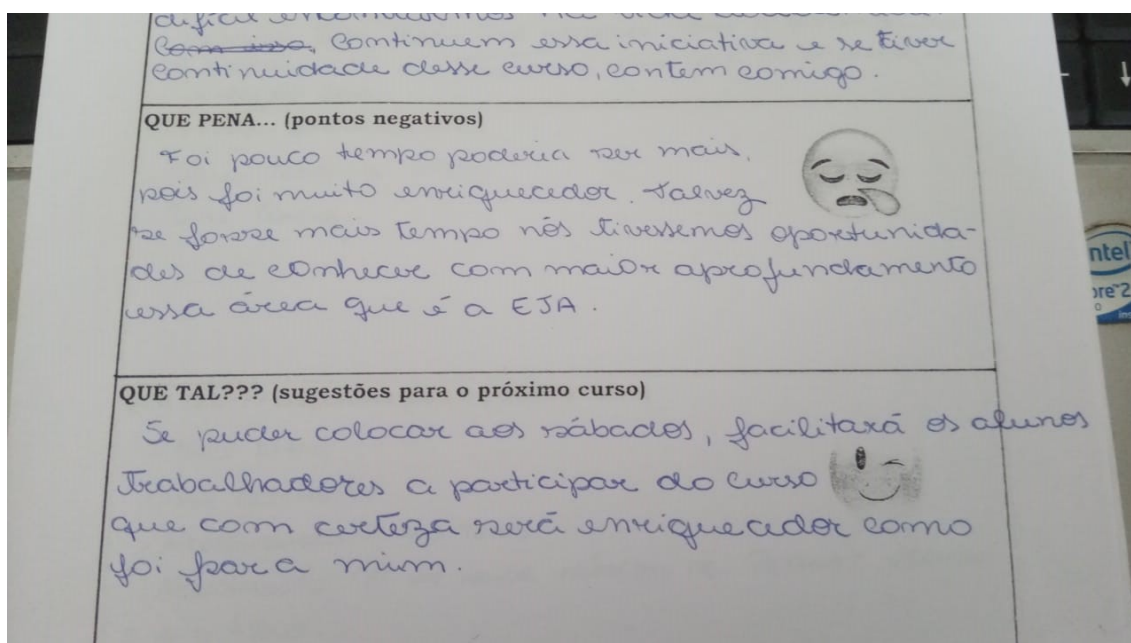 difícil
Com isso, Continuem essa iniciativa e se tiver
continuidade desse curso, contem comigo.
QUE PENA... (pontos negativos)
Foi pouco tempo poderia ser mais,
pois foi muito enriquecedor. Talvez
se fosse mais tempo nós tivessemos oportunida-
des de conhecer com maior aprofundamento
essa área que é a EJA.
QUE TAL??? (sugestões para o próximo curso)
Se puder colocar aos sábados, facilitará os alunos
Trabalhadores a participar do curso
que com certeza será enriquecedor como
foi para mim.
ntel